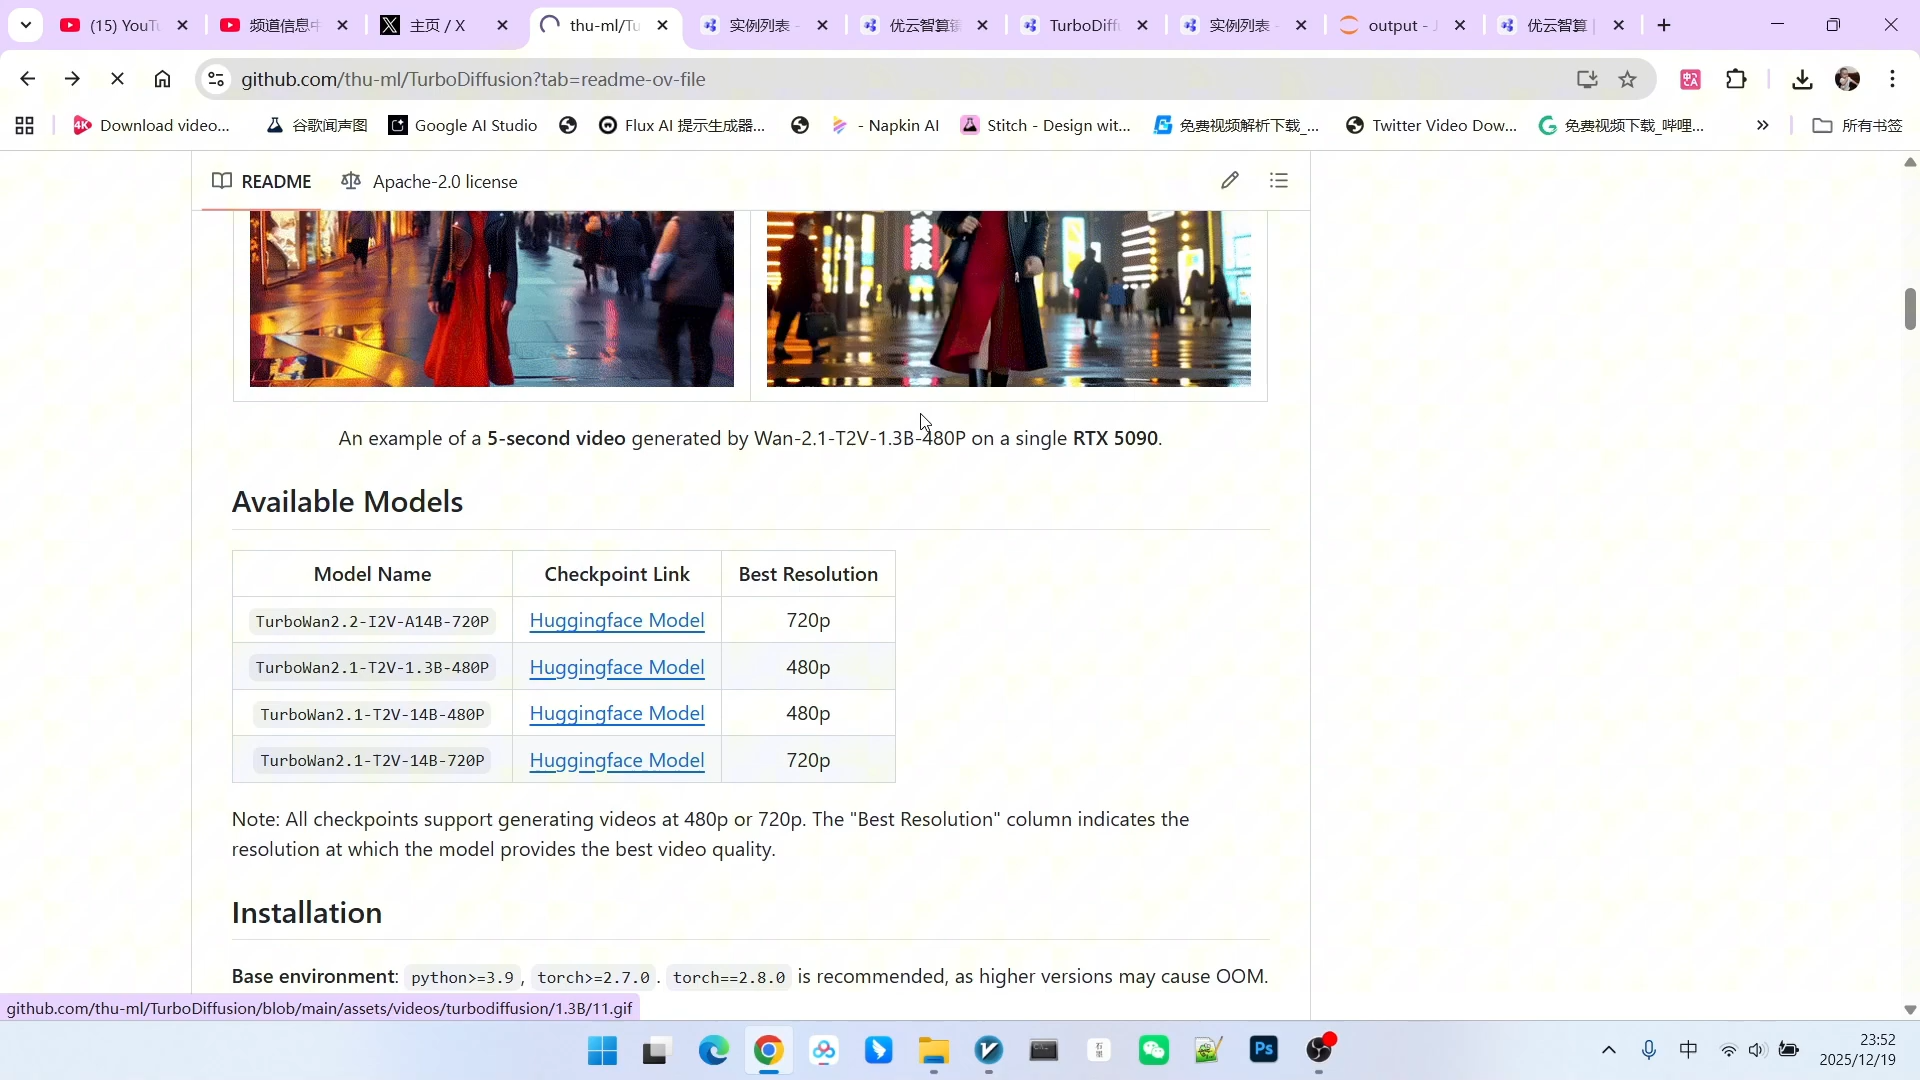 (15) YouTu
频道信息中
主页 / X
thu-ml/Tu
实例列表 -
优云智算镜
TurboDiff
实例列表 -
output - J
优云智算 |
github.com/thu-ml/TurboDiffusion?tab=readme-ov-file
Download video...
谷歌闻声图
Google AI Studio
Flux AI 提示生成器...
- Napkin AI
Stitch - Design wit...
免费视频解析下载_...
Twitter Video Dow...
免费视频下载_哔哩...
所有书签
README
Apache-2.0 license
An example of a 5-second video generated by Wan-2.1-T2V-1.3B-480P on a single RTX 5090.
Available Models
Model Name Checkpoint Link Best Resolution
TurboWan2.2-I2V-A14B-720P Huggingface Model 720p
TurboWan2.1-T2V-1.3B-480P Huggingface Model 480p
TurboWan2.1-T2V-14B-480P Huggingface Model 480p
TurboWan2.1-T2V-14B-720P Huggingface Model 720p
Note: All checkpoints support generating videos at 480p or 720p. The "Best Resolution" column indicates the
resolution at which the model provides the best video quality.
Installation
Base environment: python>=3.9, torch>=2.7.0. torch==2.8.0 is recommended, as higher versions may cause OOM.
github.com/thu-ml/TurboDiffusion/blob/main/assets/videos/turbodiffusion/1.3B/11.gif
石墨
Ps
中
23:52
2025/12/19